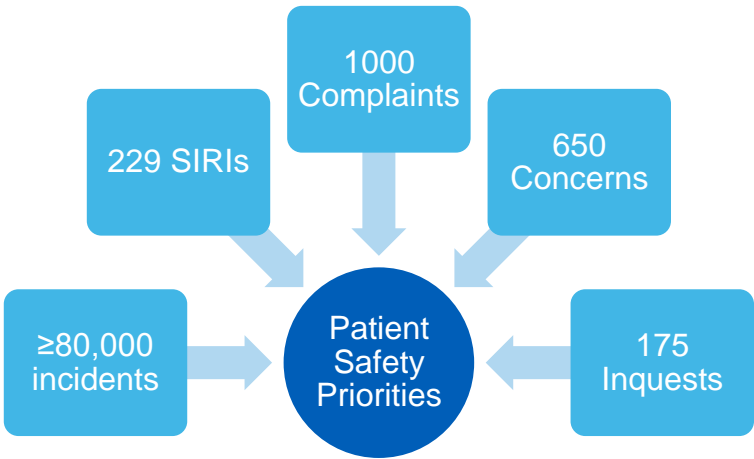 1000
Complaints
229 SIRIs
650
Concerns
≥80,000
incidents
Patient
Safety
Priorities
175
Inquests